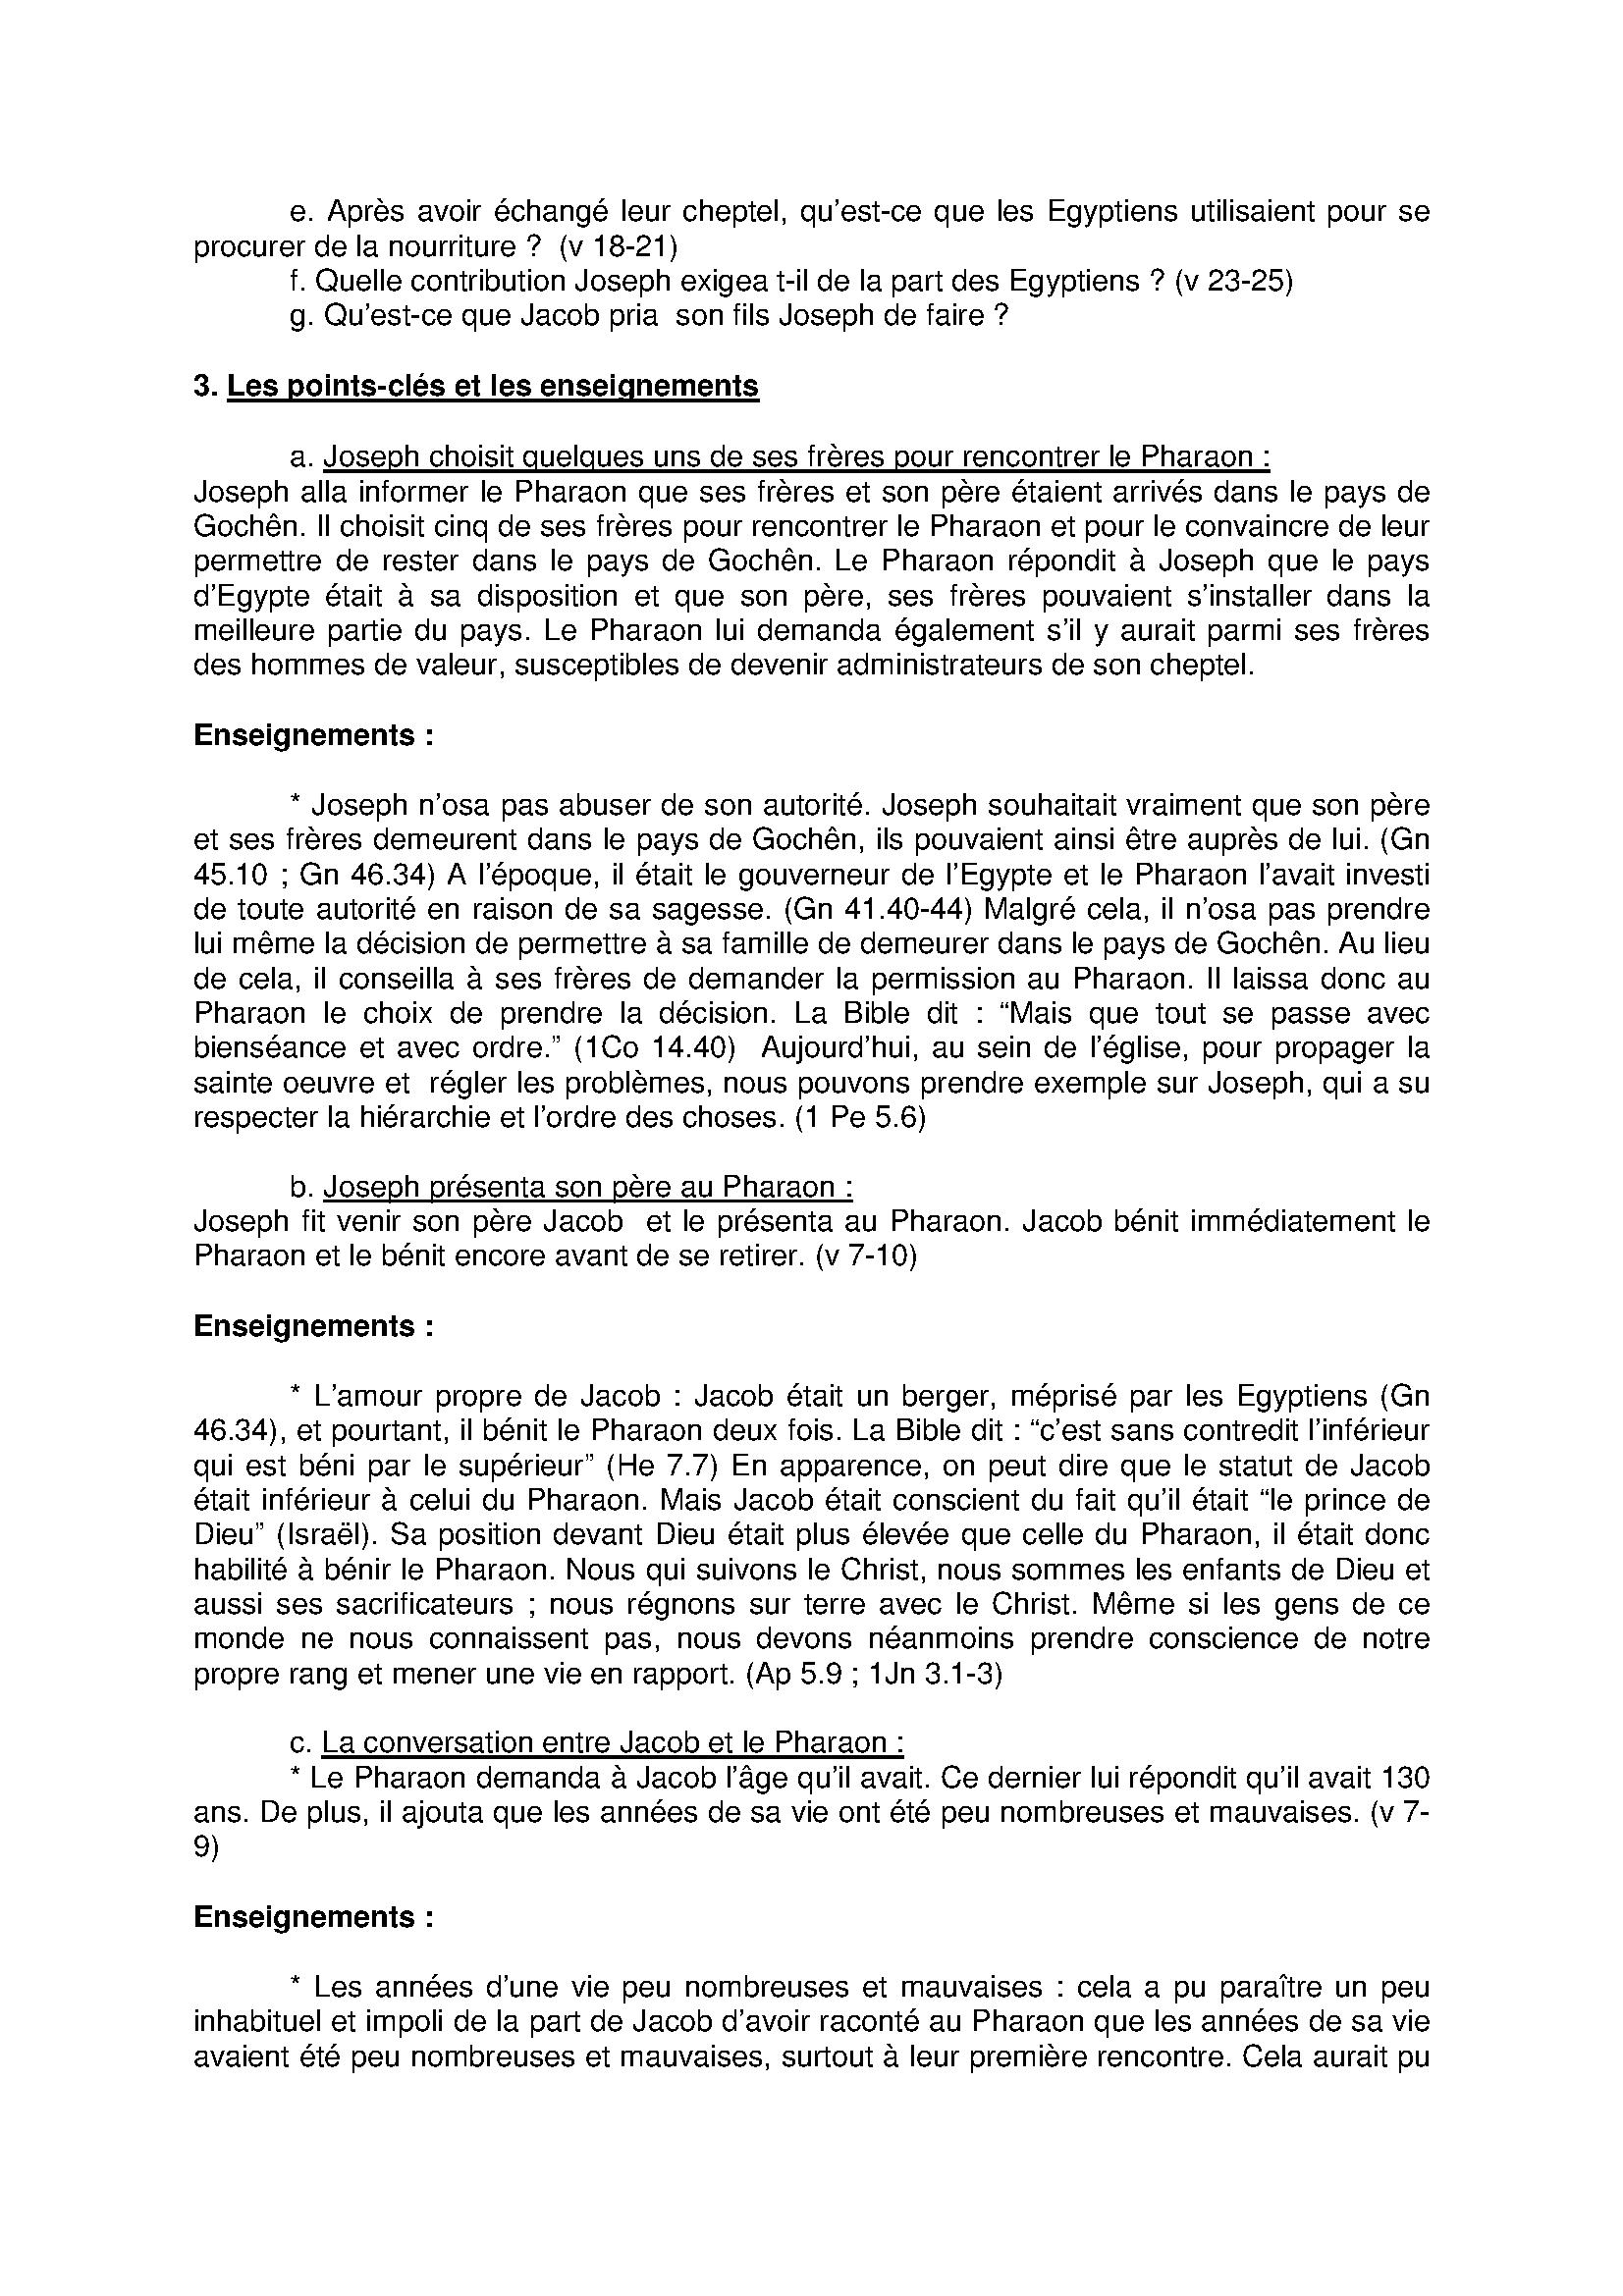 e. Après avoir échangé leur cheptel, qu’est-ce que les Egyptiens utilisaient pour se
procurer de la nourriture ?  (v 18-21)
f. Quelle contribution Joseph exigea t-il de la part des Egyptiens ? (v 23-25)
g. Qu’est-ce que Jacob pria  son fils Joseph de faire ?
3. Les points-clés et les enseignements
a. Joseph choisit quelques uns de ses frères pour rencontrer le Pharaon :
Joseph alla informer le Pharaon que ses frères et son père étaient arrivés dans le pays de
Gochên. Il choisit cinq de ses frères pour rencontrer le Pharaon et pour le convaincre de leur
permettre de rester dans le pays de Gochên. Le Pharaon répondit à Joseph que le pays
d’Egypte était à sa disposition et que son père, ses frères pouvaient s’installer dans la
meilleure partie du pays. Le Pharaon lui demanda également s’il y aurait parmi ses frères
des hommes de valeur, susceptibles de devenir administrateurs de son cheptel.
Enseignements :
* Joseph n’osa pas abuser de son autorité. Joseph souhaitait vraiment que son père
et ses frères demeurent dans le pays de Gochên, ils pouvaient ainsi être auprès de lui. (Gn
45.10 ; Gn 46.34) A l’époque, il était le gouverneur de l’Egypte et le Pharaon l’avait investi
de toute autorité en raison de sa sagesse. (Gn 41.40-44) Malgré cela, il n’osa pas prendre
lui même la décision de permettre à sa famille de demeurer dans le pays de Gochên. Au lieu
de cela, il conseilla à ses frères de demander la permission au Pharaon. Il laissa donc au
Pharaon le choix de prendre la décision. La Bible dit : “Mais que tout se passe avec
bienséance et avec ordre.” (1Co 14.40)  Aujourd’hui, au sein de l’église, pour propager la
sainte oeuvre et  régler les problèmes, nous pouvons prendre exemple sur Joseph, qui a su
respecter la hiérarchie et l’ordre des choses. (1 Pe 5.6)
b. Joseph présenta son père au Pharaon :
Joseph fit venir son père Jacob  et le présenta au Pharaon. Jacob bénit immédiatement le
Pharaon et le bénit encore avant de se retirer. (v 7-10)
Enseignements :
* L’amour propre de Jacob : Jacob était un berger, méprisé par les Egyptiens (Gn
46.34), et pourtant, il bénit le Pharaon deux fois. La Bible dit : “c’est sans contredit l’inférieur
qui est béni par le supérieur” (He 7.7) En apparence, on peut dire que le statut de Jacob
était inférieur à celui du Pharaon. Mais Jacob était conscient du fait qu’il était “le prince de
Dieu” (Israël). Sa position devant Dieu était plus élevée que celle du Pharaon, il était donc
habilité à bénir le Pharaon. Nous qui suivons le Christ, nous sommes les enfants de Dieu et
aussi ses sacrificateurs ; nous régnons sur terre avec le Christ. Même si les gens de ce
monde ne nous connaissent pas, nous devons néanmoins prendre conscience de notre
propre rang et mener une vie en rapport. (Ap 5.9 ; 1Jn 3.1-3)
c. La conversation entre Jacob et le Pharaon :
* Le Pharaon demanda à Jacob l’âge qu’il avait. Ce dernier lui répondit qu’il avait 130
ans. De plus, il ajouta que les années de sa vie ont été peu nombreuses et mauvaises. (v 7-
9)
Enseignements :
* Les années d’une vie peu nombreuses et mauvaises : cela a pu paraître un peu
inhabituel et impoli de la part de Jacob d’avoir raconté au Pharaon que les années de sa vie
avaient été peu nombreuses et mauvaises, surtout à leur première rencontre. Cela aurait pu